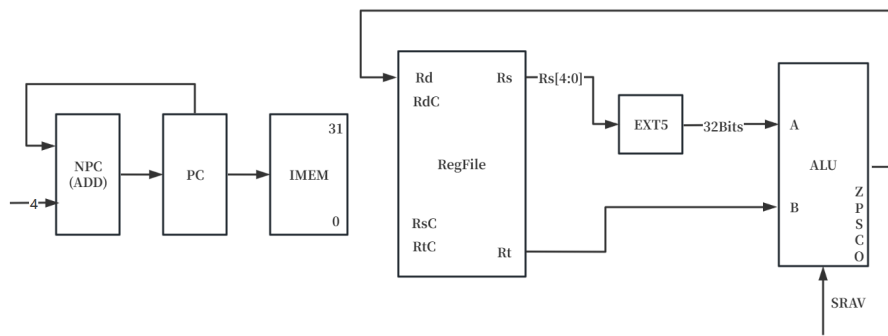 4
NPC
(ADD)
PC
31
IMEM
0
Rd
Rs
RdC
RegFile
RsC
RtC
Rt
Rs[4:0]
EXT5
32Bits
A
ALU
B
Z
P
S
C
O
SRAV